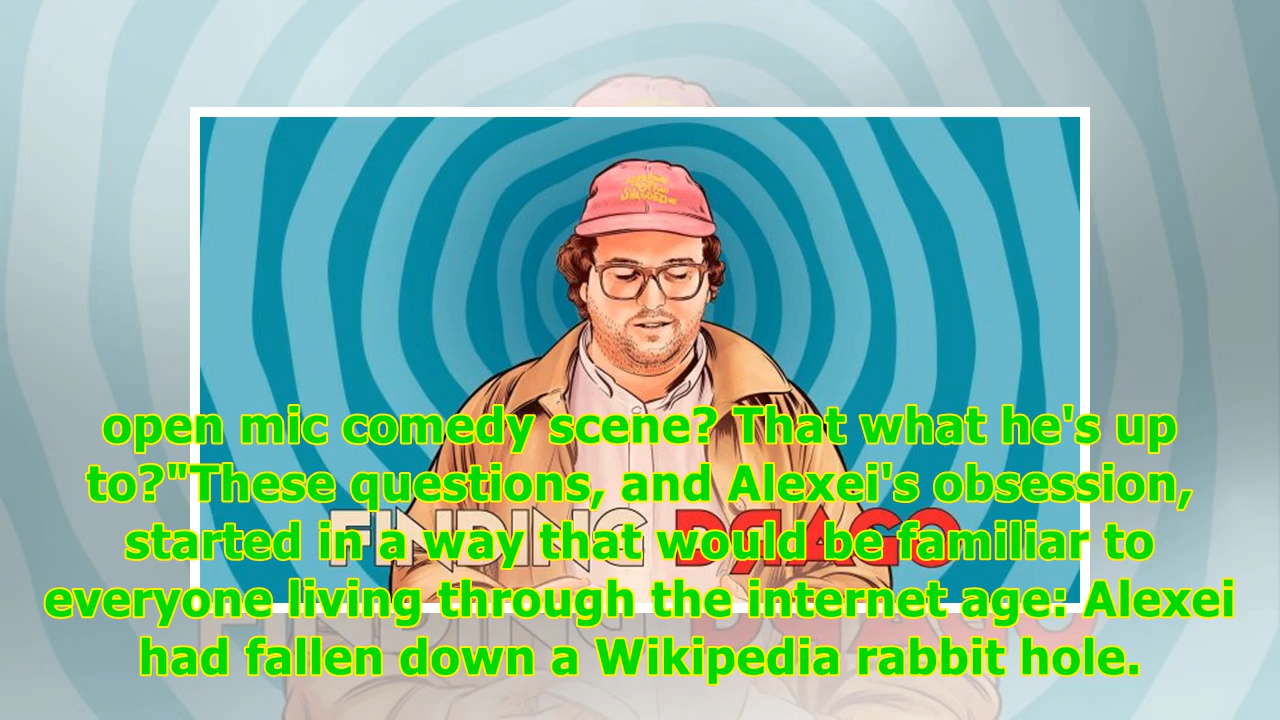 open mic comedy scene? That what he's up
to?"These questions, and Alexei's obsession,
started in a way that would be familiar to
everyone living through the internet age: Alexei
had fallen down a Wikipedia rabbit hole.
FINDING DRAGO